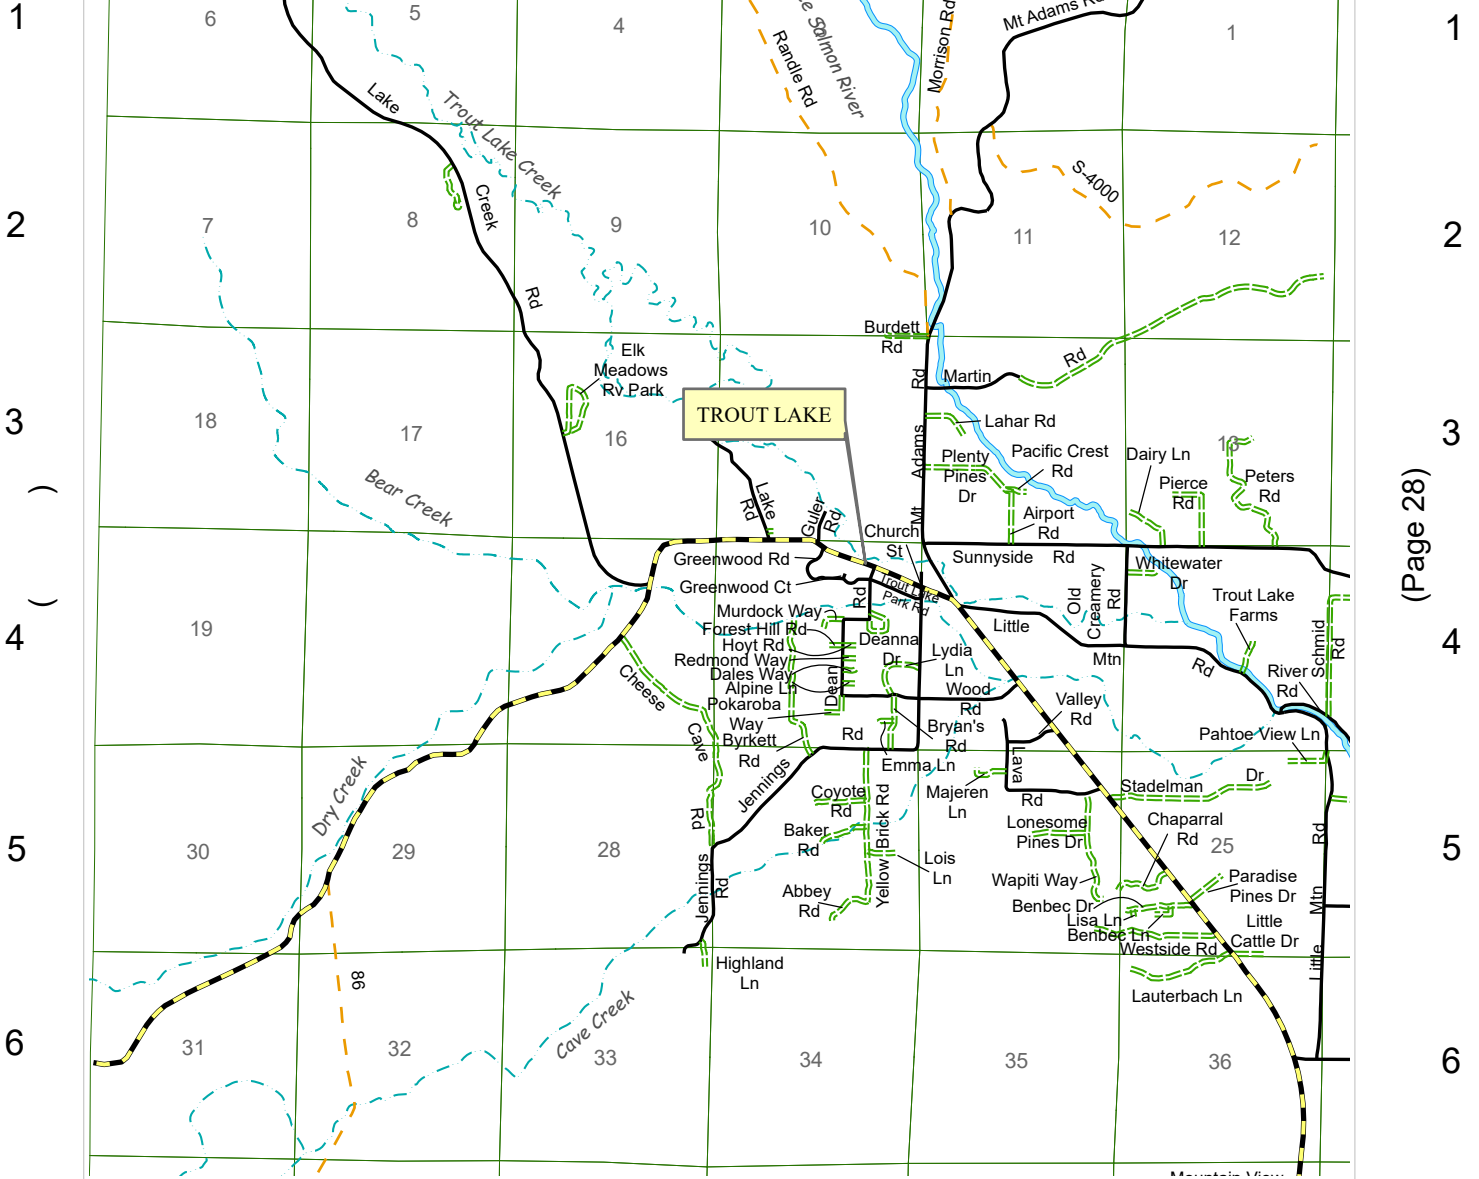 1
6
5
4
Randle Rd
Salmon River
Morrison Rd
Mt Adams Rd
1
1
Lake
Trout Lake Creek
Creek
Rd
S-4000
2
7
8
9
10
11
12
2
Burdett
Rd
Elk
Meadows
Rv Park
Rd
Martin
Rd
TROUT LAKE
3
18
17
16
Adams
Lahar Rd
Plenty
Pines
Dr
Pacific Crest
Rd
Dairy Ln
13
Pierce
Rd
Peters
Rd
3
( )
Bear Creek
Lake
Rd
Guler
Rd
Mt
Church
St
Airport
Rd
(Page 28)
Greenwood Rd
Sunnyside Rd
Whitewater
Dr
Greenwood Ct
Trout Lake
Park Rd
Old
Creamery
Rd
Trout Lake
Farms
4
19
Murdock Way
Forest Hill Rd
Hoyt Rd
Redmond Way
Dales Way
Alpine Ln
Pokaroba
Way
Byrkett
Rd
Rd
Dean
Deanna
Dr
Lydia
Ln
Little
Mtn
Rd
River
Rd
Schmid
Rd
4
Cheese
Cave
Rd
Wood
Rd
Valley
Rd
Bryan's
Rd
Rd
Emma Ln
Pahtoe View Ln
Jennings
Lava
Rd
Majeren
Ln
Stadelman
Dr
Dry Creek
Coyote
Rd
Baker
Rd
Yellow Brick Rd
Lois
Ln
Abbey
Rd
Lonesome
Pines Dr
Chaparral
Rd
5
30
29
28
25
Rd
5
Wapiti Way
Benbec Dr
Lisa Ln
Benbec Ln
Paradise
Pines Dr
Little
Cattle Dr
Westside Rd
Lauterbach Ln
Mtn
Little
Jennings
Rd
Highland
Ln
86
Cave Creek
6
31
32
33
34
35
36
6
Mountain View